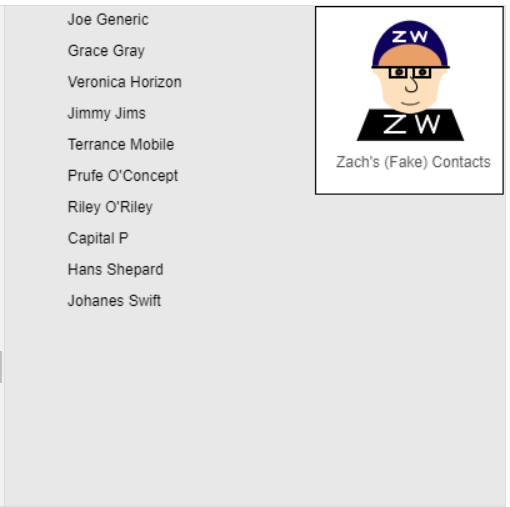 Joe Generic
Grace Gray
Veronica Horizon
Jimmy Jims
Terrance Mobile
Prufe O'Concept
Riley O'Riley
Capital P
Hans Shepard
Johanes Swift
ZW
ZW
Zach's (Fake) Contacts